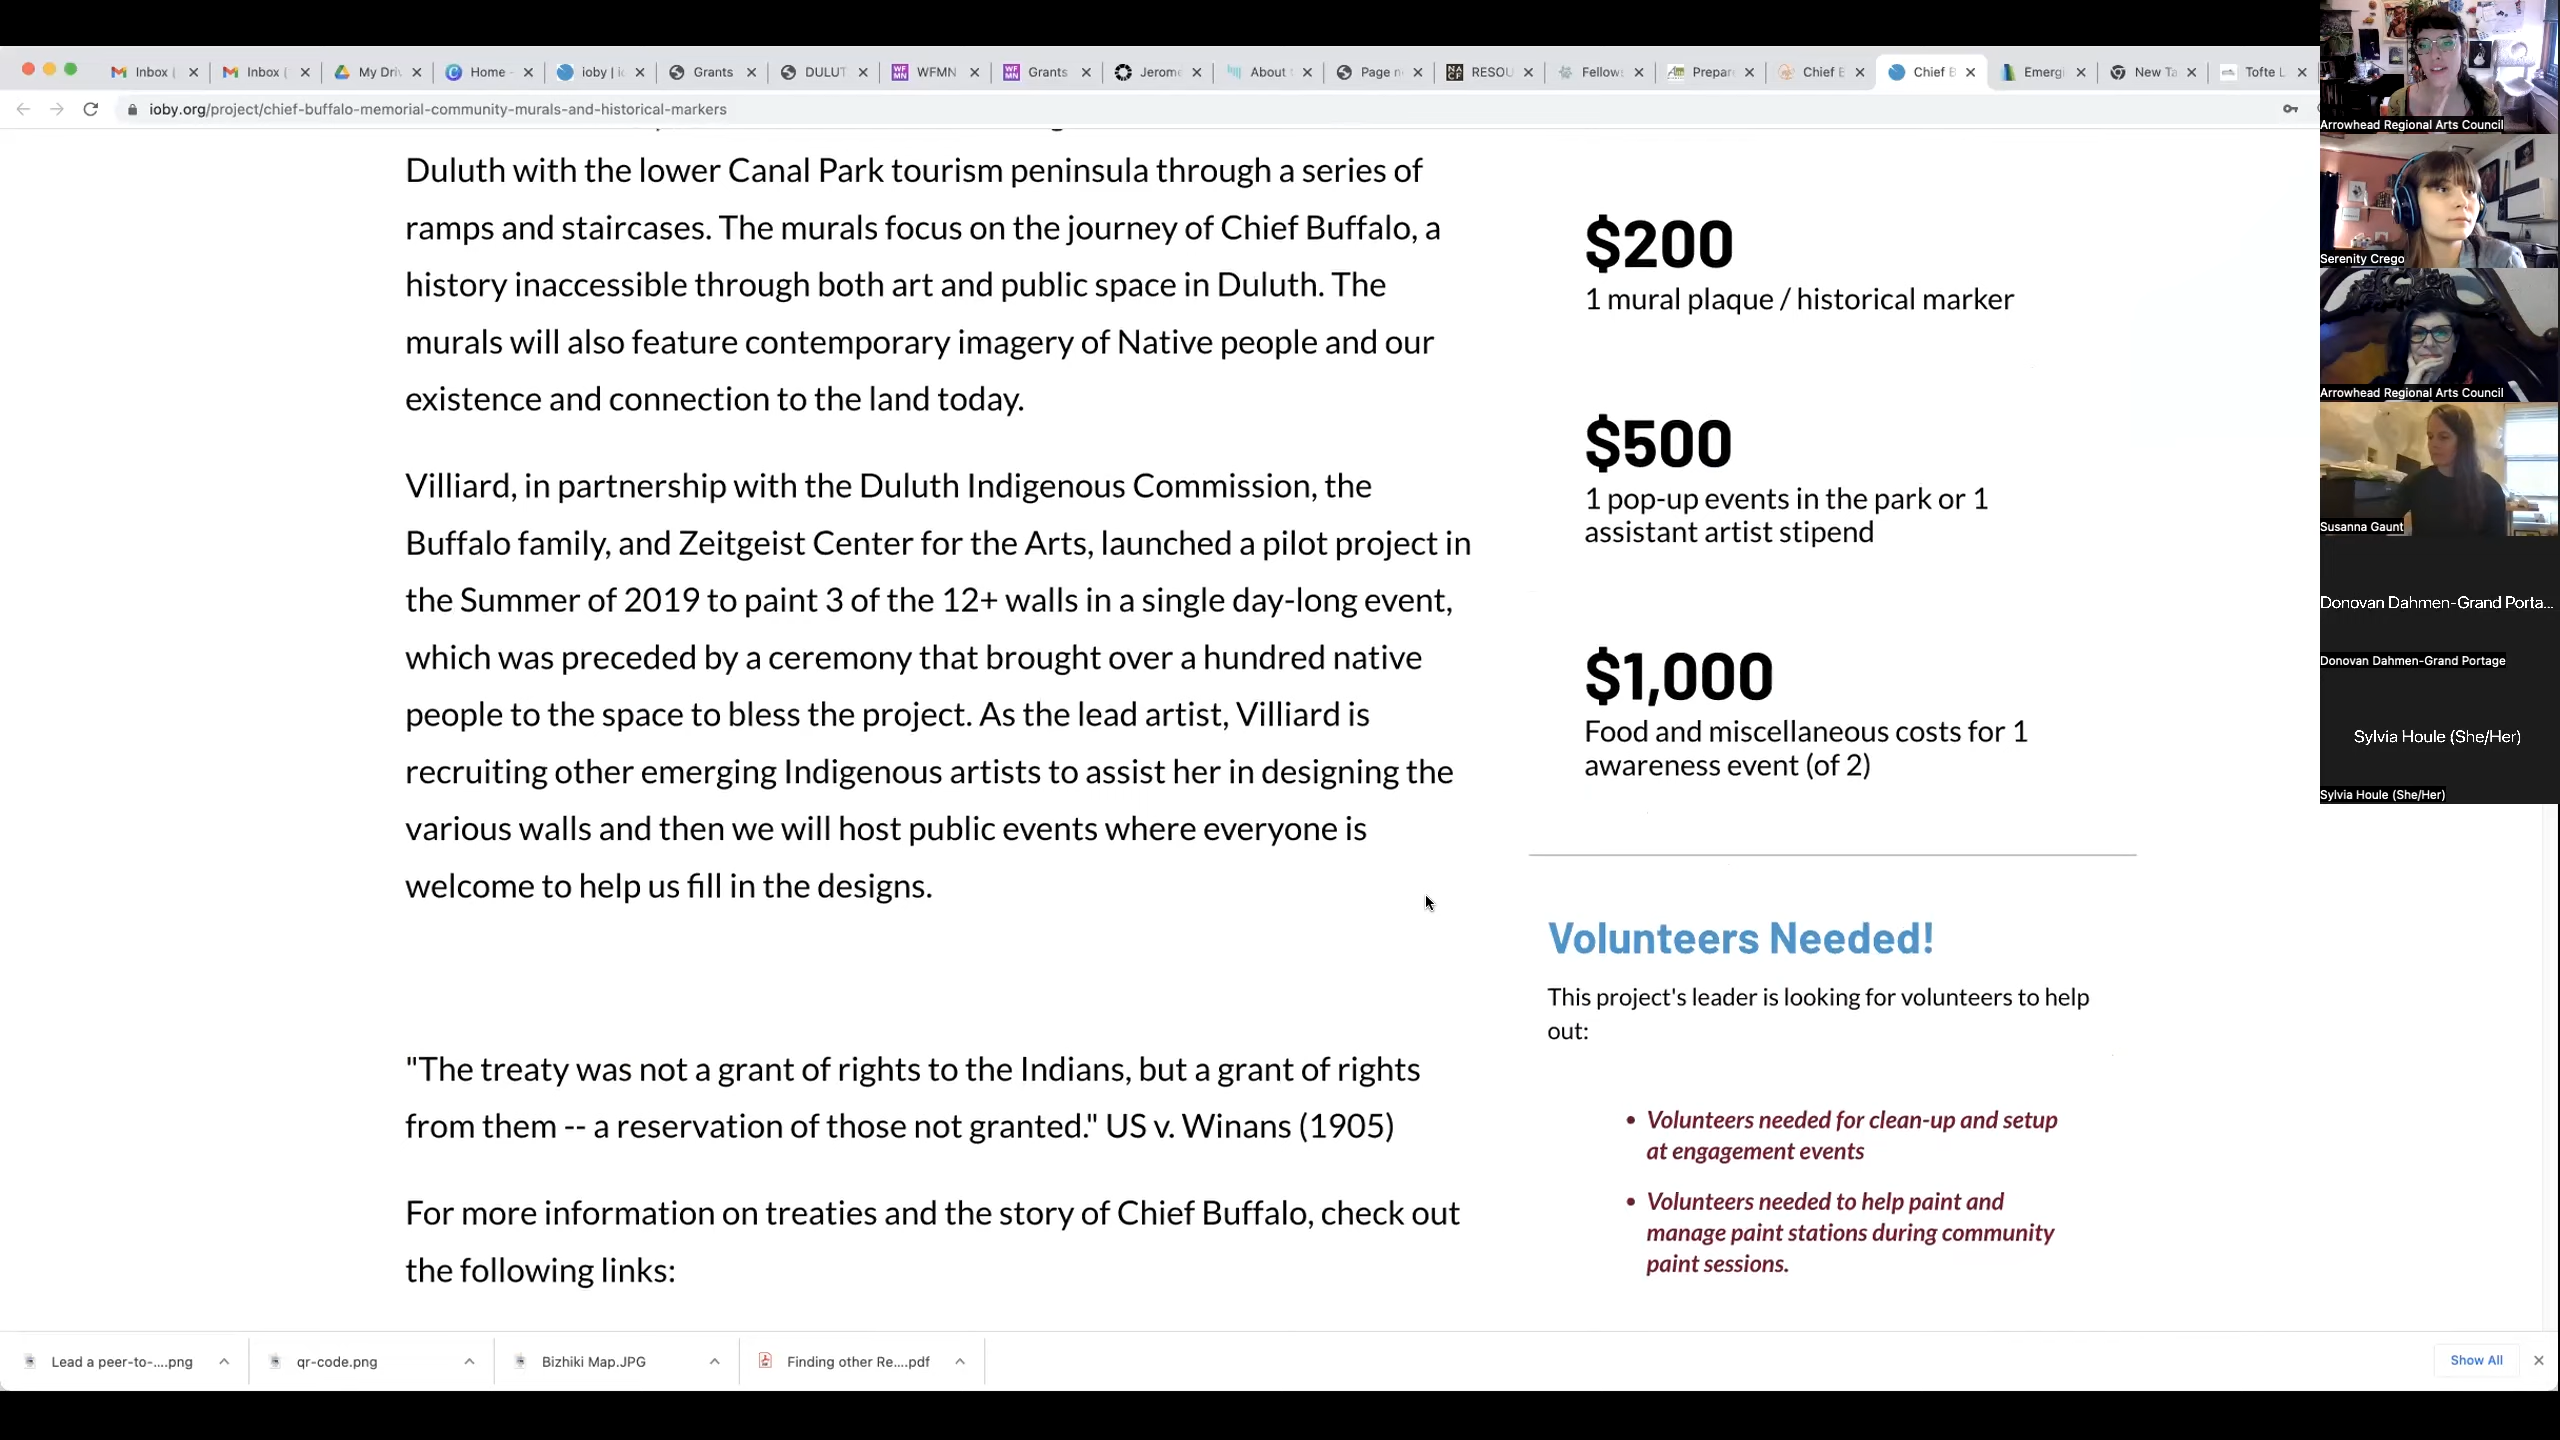 Inbox (
Inbox (
My Driv
Home -
ioby | i
Grants
DULUT
WFMN
Grants
Jerome
About
Page n
RESOU
Fellow
Prepar
Chief B
Chief B
Emergi
New Ta
Tofte L
ioby.org/project/chief-buffalo-memorial-community-murals-and-historical-markers
Duluth with the lower Canal Park tourism peninsula through a series of
ramps and staircases. The murals focus on the journey of Chief Buffalo, a
history inaccessible through both art and public space in Duluth. The
murals will also feature contemporary imagery of Native people and our
existence and connection to the land today.
Villiard, in partnership with the Duluth Indigenous Commission, the
Buffalo family, and Zeitgeist Center for the Arts, launched a pilot project in
the Summer of 2019 to paint 3 of the 12+ walls in a single day-long event,
which was preceded by a ceremony that brought over a hundred native
people to the space to bless the project. As the lead artist, Villiard is
recruiting other emerging Indigenous artists to assist her in designing the
various walls and then we will host public events where everyone is
welcome to help us fill in the designs.
"The treaty was not a grant of rights to the Indians, but a grant of rights
from them -- a reservation of those not granted." US v. Winans (1905)
For more information on treaties and the story of Chief Buffalo, check out
the following links:
$200
1 mural plaque / historical marker
$500
1 pop-up events in the park or 1
assistant artist stipend
$1,000
Food and miscellaneous costs for 1
awareness event (of 2)
Volunteers Needed!
This project's leader is looking for volunteers to help
out:
• Volunteers needed for clean-up and setup
at engagement events
• Volunteers needed to help paint and
manage paint stations during community
paint sessions.
Arrowhead Regional Arts Council
Serenity Crego
Arrowhead Regional Arts Council
Susanna Gaunt
Donovan Dahmen-Grand Porta...
Donovan Dahmen-Grand Portage
Sylvia Houle (She/Her)
Sylvia Houle (She/Her)
Lead a peer-to-....png
qr-code.png
Bizhiki Map.JPG
Finding other Re....pdf
Show All